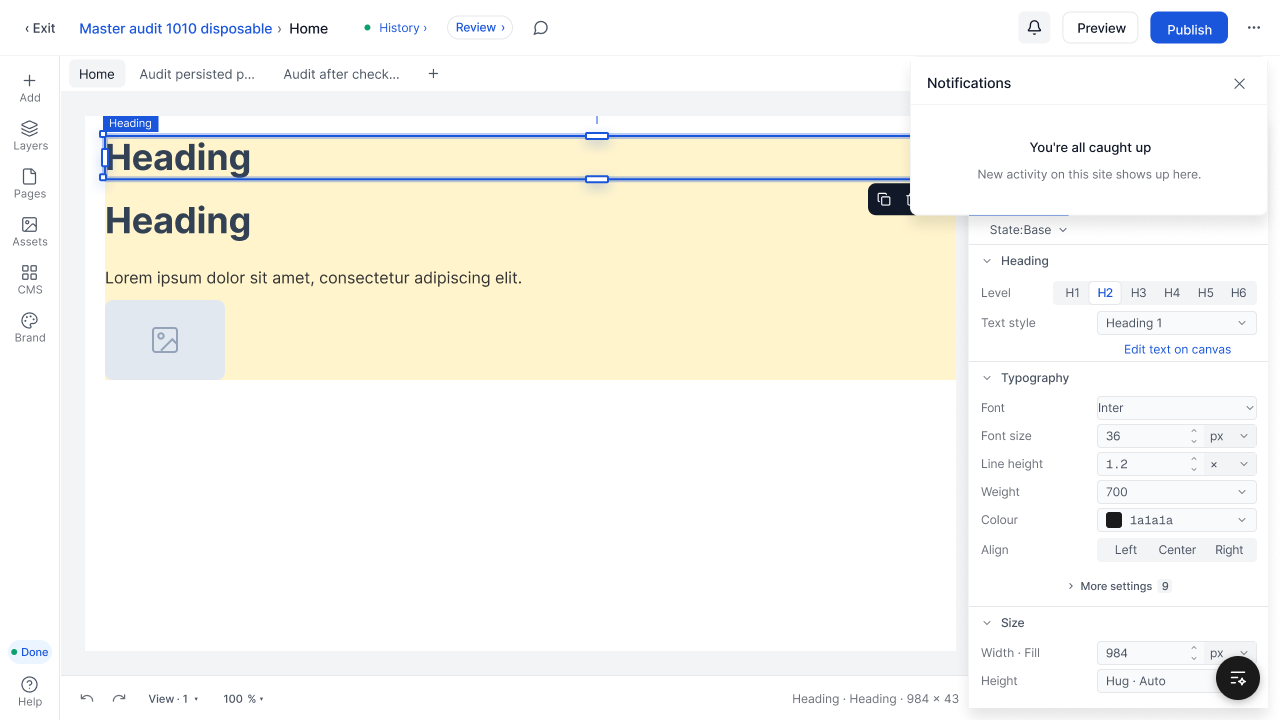 ‹ Exit
Master audit 1010 disposable › Home
History ›
Review ›
Preview
Publish
Home
Audit persisted p...
Audit after check...
Notifications
You're all caught up
New activity on this site shows up here.
Add
Layers
Pages
Assets
CMS
Brand
Done
Help
Heading
Heading
Heading
Lorem ipsum dolor sit amet, consectetur adipiscing elit.
State:Base
Heading
Level
H1 H2 H3 H4 H5 H6
Text style
Heading 1
Edit text on canvas
Typography
Font
Inter
Font size
36
px
Line height
1.2
×
Weight
700
Colour
1a1a1a
Align
Left Center Right
More settings 9
Size
Width · Fill
984
px
Height
Hug · Auto
View · 1
100 %
Heading · Heading · 984 × 43